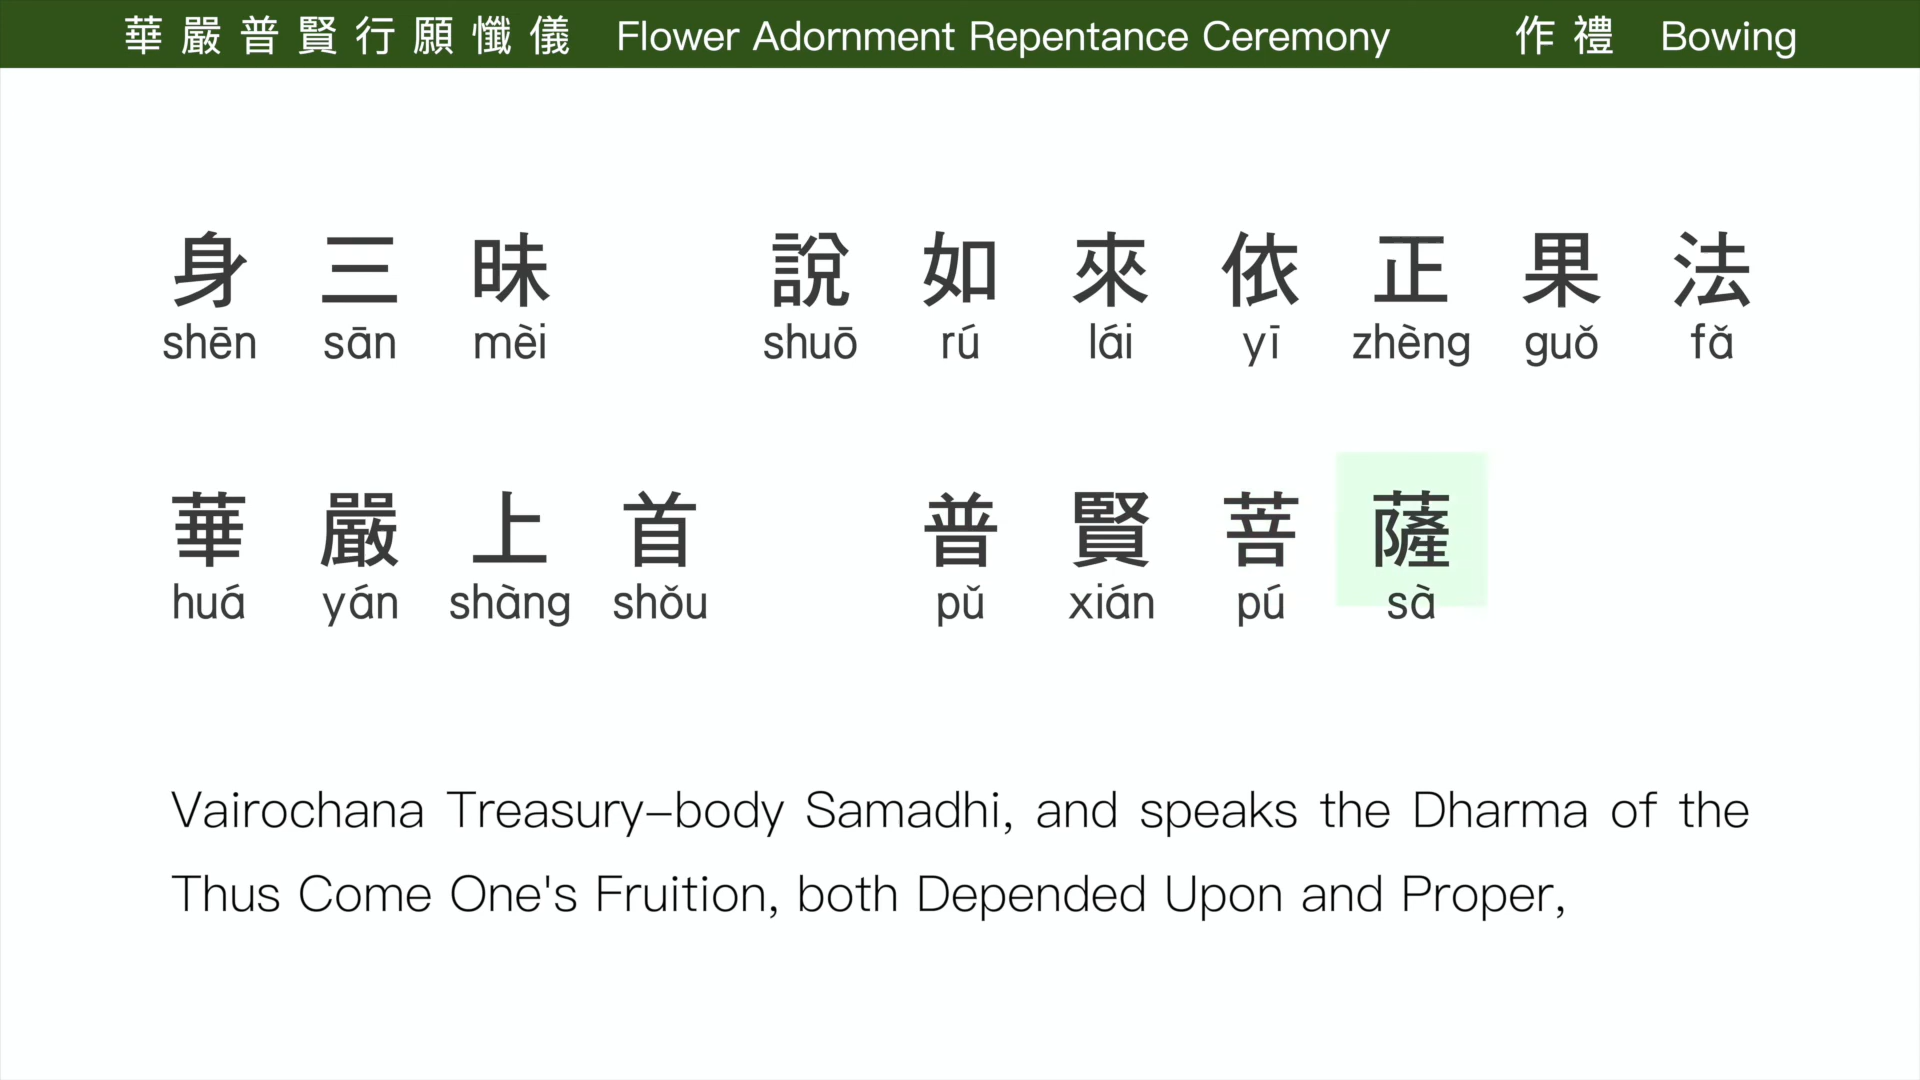 華嚴普賢行願懺儀 Flower Adornment Repentance Ceremony 作禮 Bowing
身三昧 說如來依正果法
shēn sān mèi shuō rú lái yī zhèng guǒ fǎ
華嚴上首 普賢菩薩
huá yán shàng shǒu pǔ xián pú sà
Vairochana Treasury-body Samadhi, and speaks the Dharma of the
Thus Come One's Fruition, both Depended Upon and Proper,